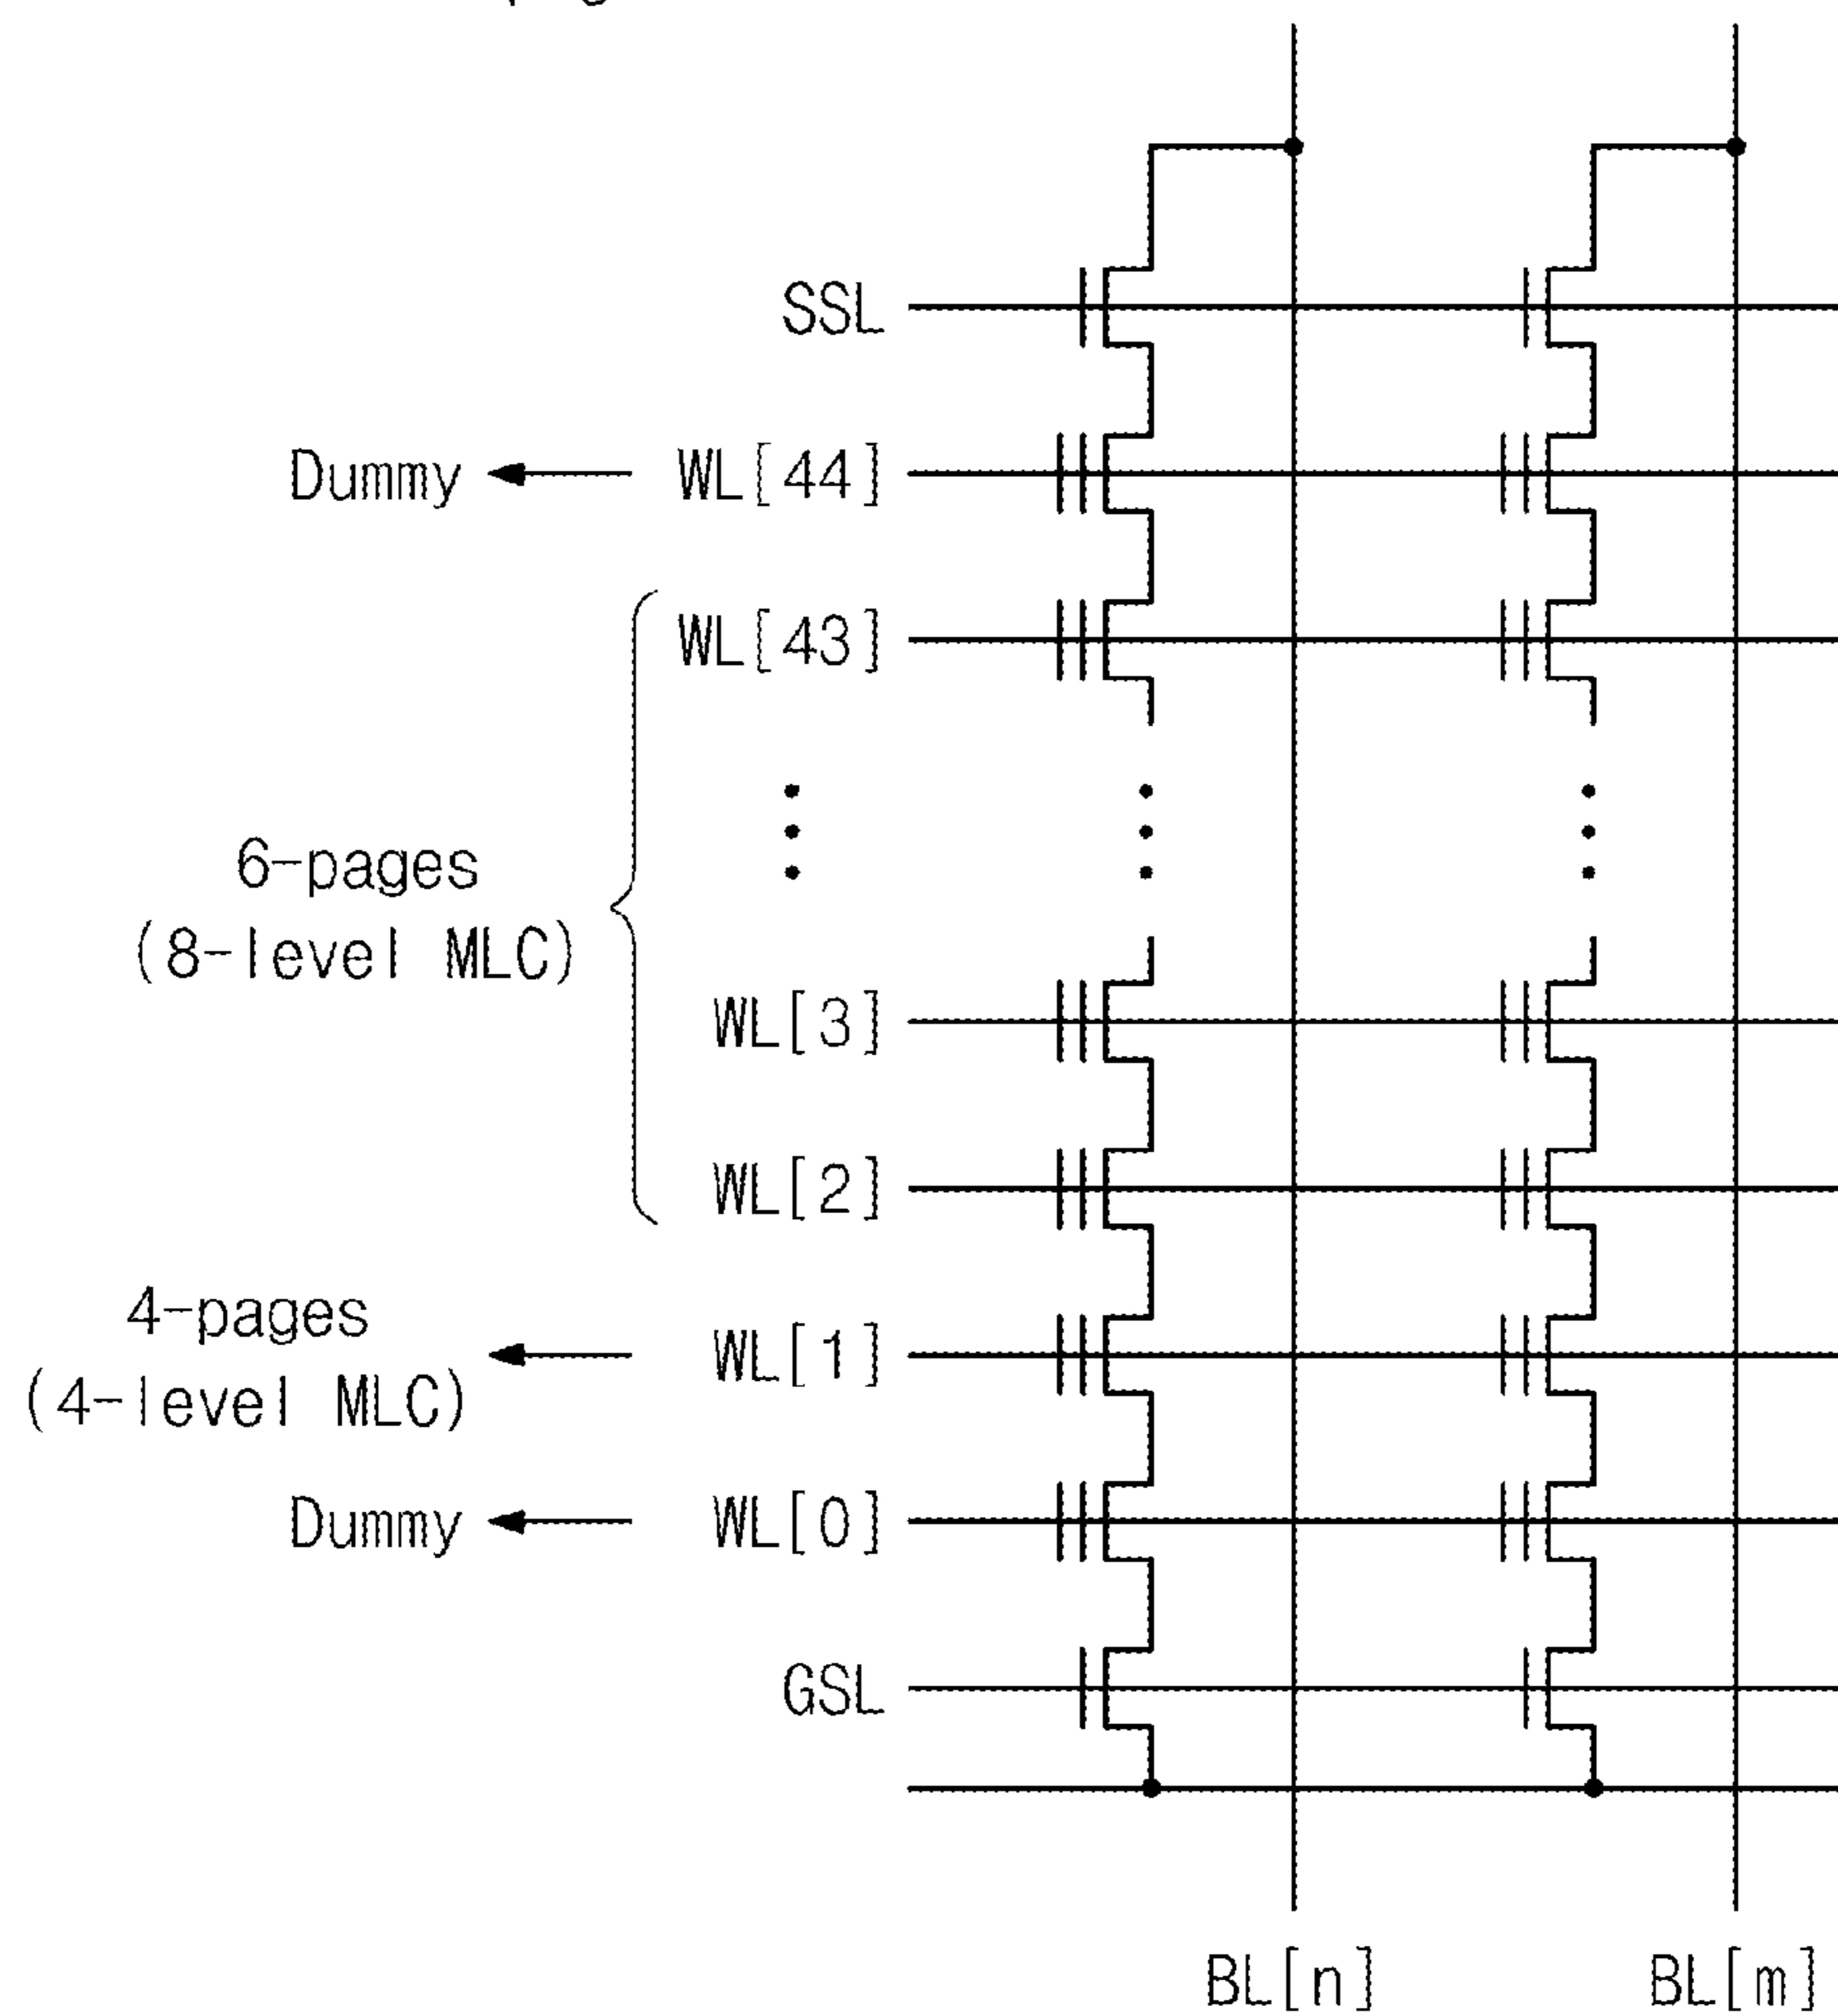 SSL
Dummy WL[44]
WL[43]
6-pages
(8-level MLC)
WL[3]
WL[2]
4-pages
(4-level MLC)
WL[1]
Dummy WL[0]
GSL
BL[n] BL[m]